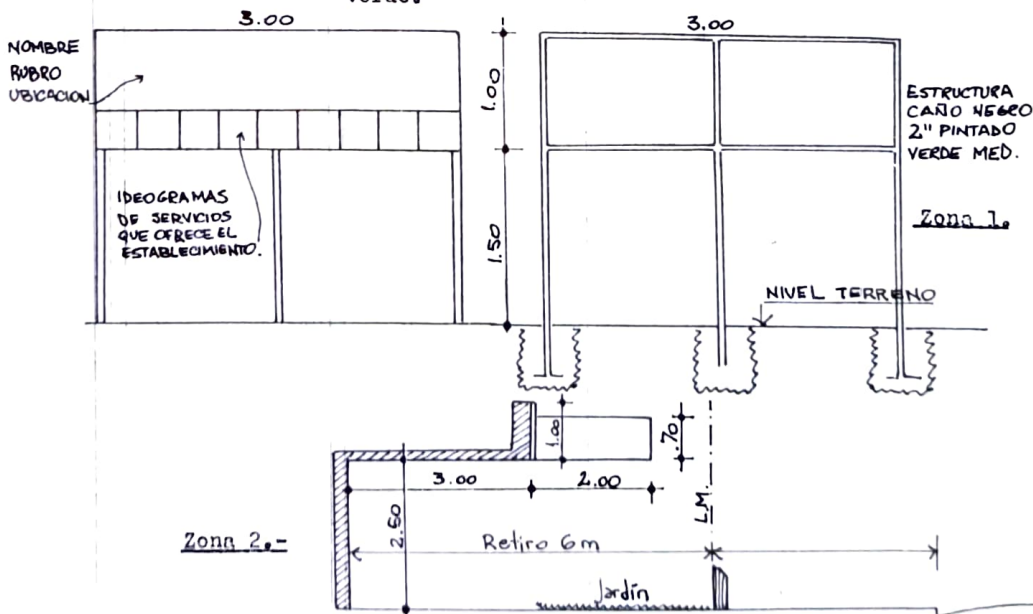 verde.
3.00
NOMBRE
RUBRO
UBICACION
IDEOGRAMAS
DE SERVICIOS
QUE OFRECE EL
ESTABLECIMIENTO.
1.00
1.50
3.00
ESTRUCTURA
CAÑO NEGRO
2" PINTADO
VERDE MED.
Zona 1.
NIVEL TERRENO
1.00
.70
3.00
2.00
L.M.
2.50
Zona 2.-
Retiro 6m
Jardín